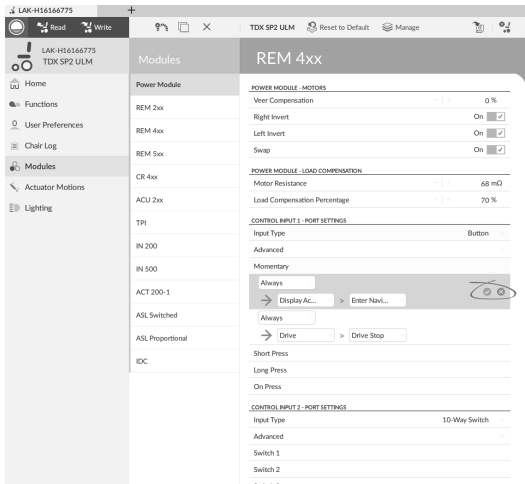 LAK-H16166775 +
Read Write
LAK-H16166775
TDX SP2 ULM
Home
Functions
User Preferences
Chair Log
Modules
Actuator Motions
Lighting
Modules
Power Module
REM 2xx
REM 4xx
REM 5xx
CR 4xx
ACU 2xx
TPI
IN 200
IN 500
ACT 200-1
ASL Switched
ASL Proportional
IDC
TDX SP2 ULM Reset to Default Manage
REM 4xx
POWER MODULE - MOTORS
Veer Compensation - + 0 %
Right Invert On
Left Invert On
Swap On
POWER MODULE - LOAD COMPENSATION
Motor Resistance - + 68 mΩ
Load Compensation Percentage - + 70 %
CONTROL INPUT 1 - PORT SETTINGS
Input Type Button
Advanced
Momentary
Always
Display Ac... > Enter Navi...
Always
Drive > Drive Stop
Short Press
Long Press
On Press
CONTROL INPUT 2 - PORT SETTINGS
Input Type 10-Way Switch
Advanced
Switch 1
Switch 2